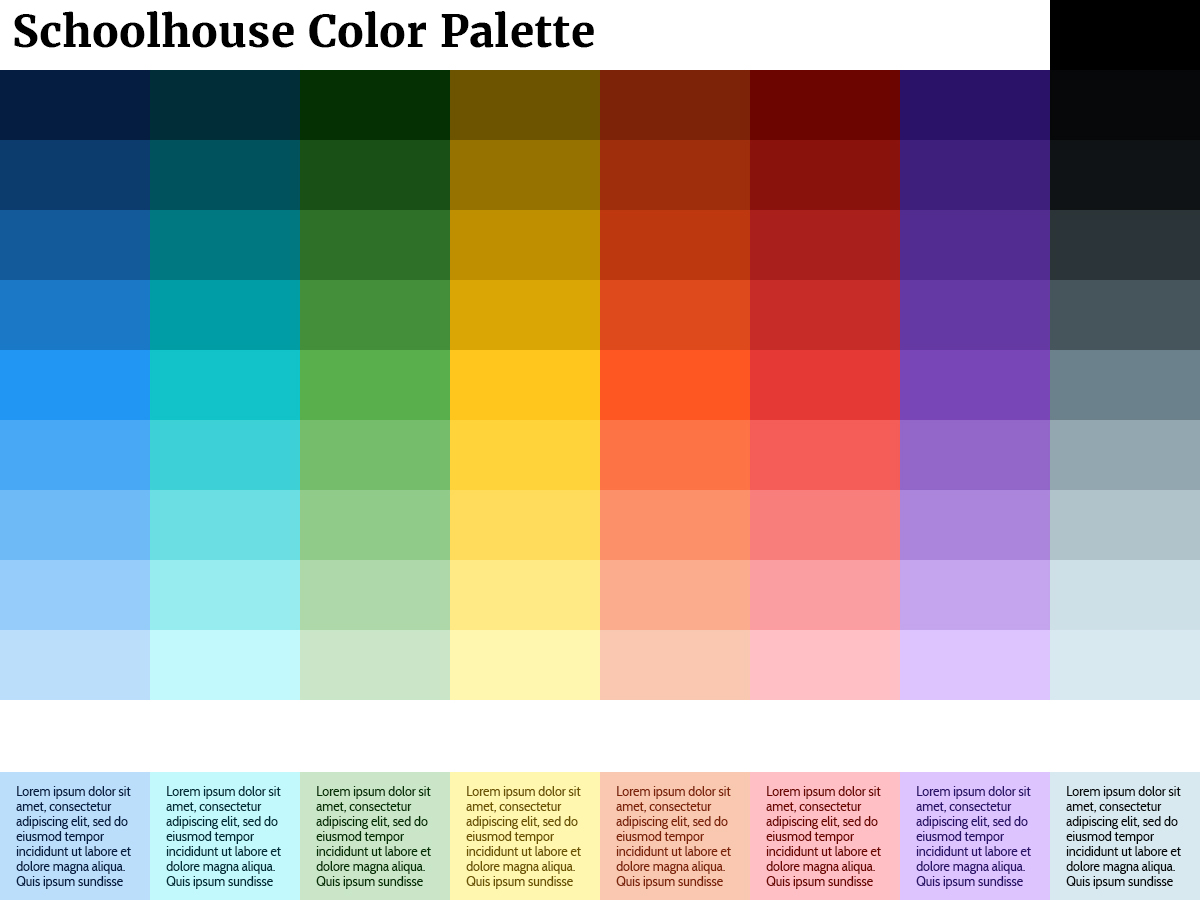 Schoolhouse Color Palette
Lorem ipsum dolor sit
amet, consectetur
adipiscing elit, sed do
eiusmod tempor
incididunt ut labore et
dolore magna aliqua.
Quis ipsum sundisse
Lorem ipsum dolor sit
amet, consectetur
adipiscing elit, sed do
eiusmod tempor
incididunt ut labore et
dolore magna aliqua.
Quis ipsum sundisse
Lorem ipsum dolor sit
amet, consectetur
adipiscing elit, sed do
eiusmod tempor
incididunt ut labore et
dolore magna aliqua.
Quis ipsum sundisse
Lorem ipsum dolor sit
amet, consectetur
adipiscing elit, sed do
eiusmod tempor
incididunt ut labore et
dolore magna aliqua.
Quis ipsum sundisse
Lorem ipsum dolor sit
amet, consectetur
adipiscing elit, sed do
eiusmod tempor
incididunt ut labore et
dolore magna aliqua.
Quis ipsum sundisse
Lorem ipsum dolor sit
amet, consectetur
adipiscing elit, sed do
eiusmod tempor
incididunt ut labore et
dolore magna aliqua.
Quis ipsum sundisse
Lorem ipsum dolor sit
amet, consectetur
adipiscing elit, sed do
eiusmod tempor
incididunt ut labore et
dolore magna aliqua.
Quis ipsum sundisse
Lorem ipsum dolor sit
amet, consectetur
adipiscing elit, sed do
eiusmod tempor
incididunt ut labore et
dolore magna aliqua.
Quis ipsum sundisse